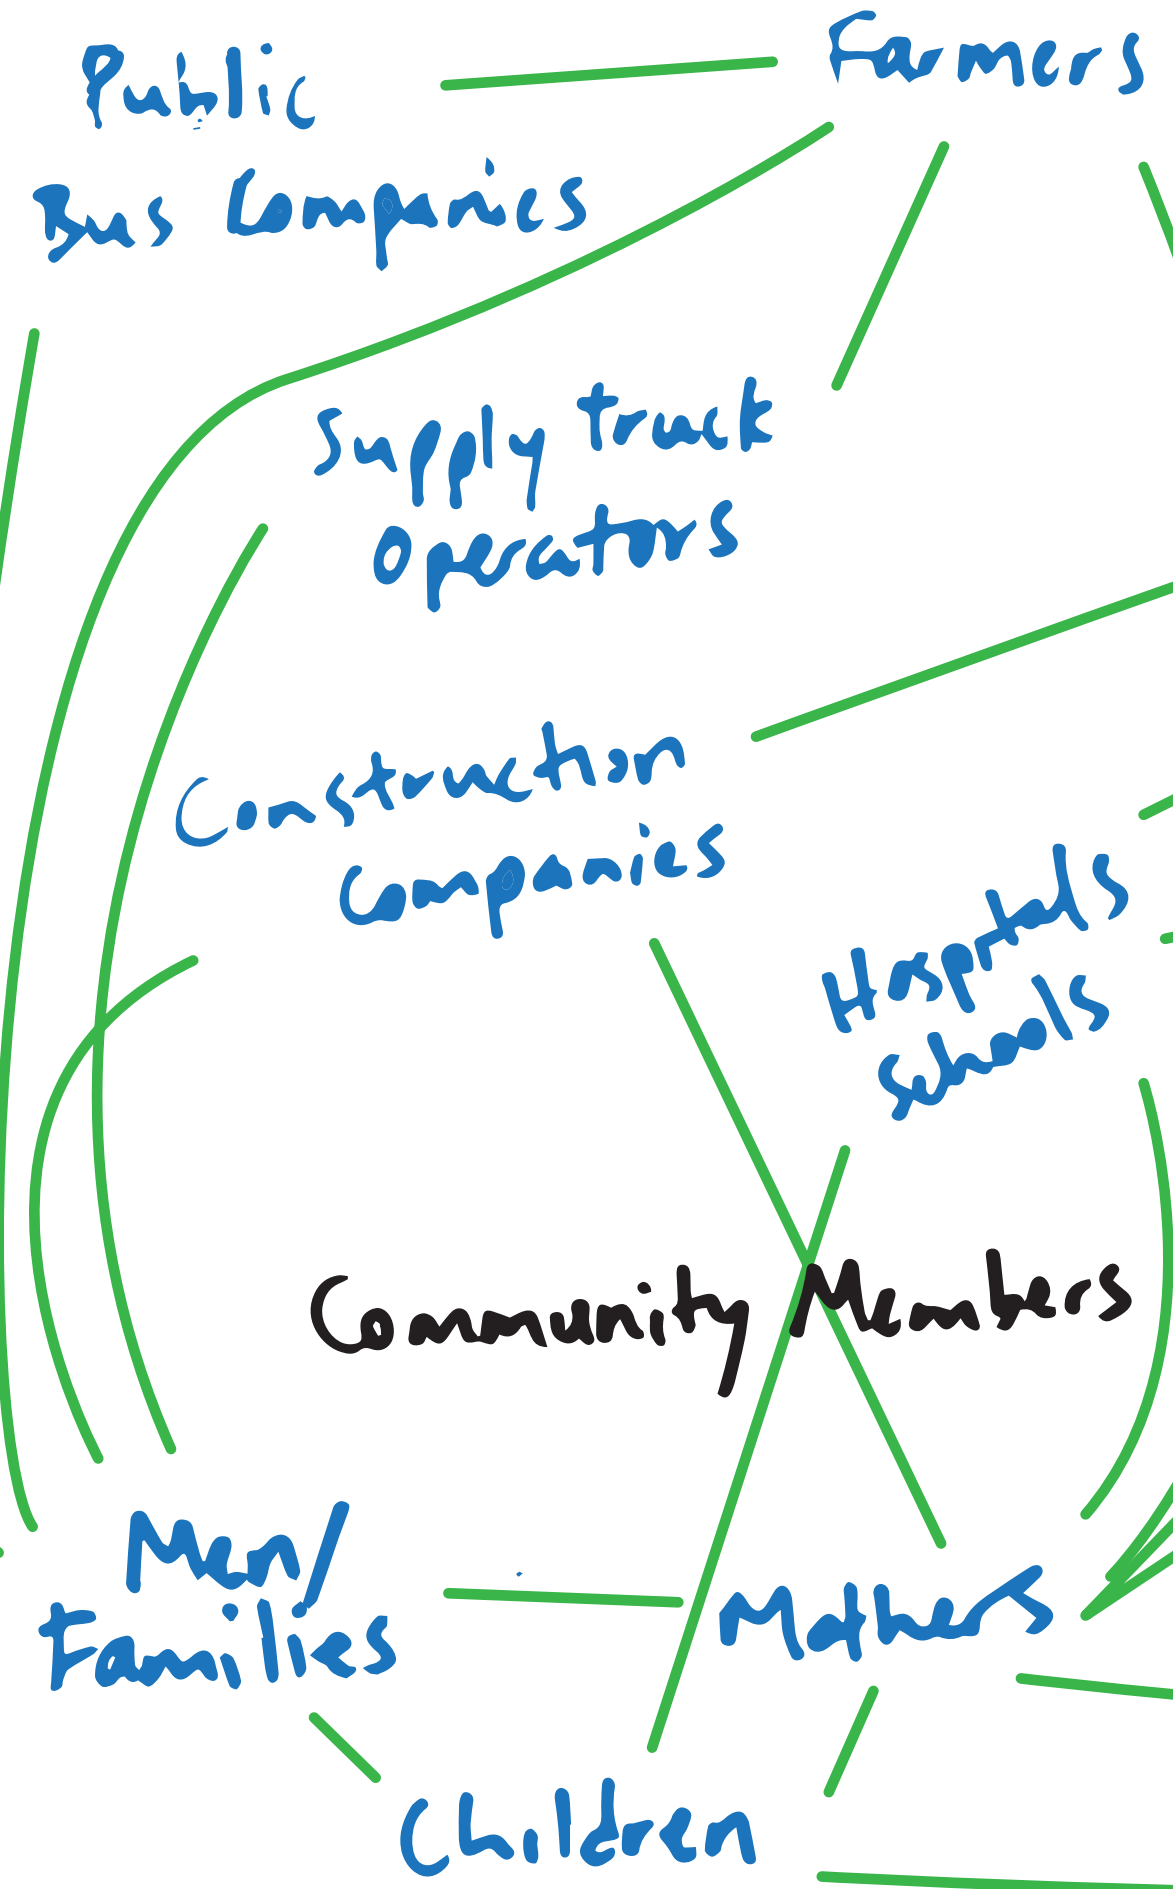 Public
Bus Companies
Farmers
Supply truck
Operators
Construction
Companies
Hospitals
Schools
Community Members
Men/
Families
Mothers
Children